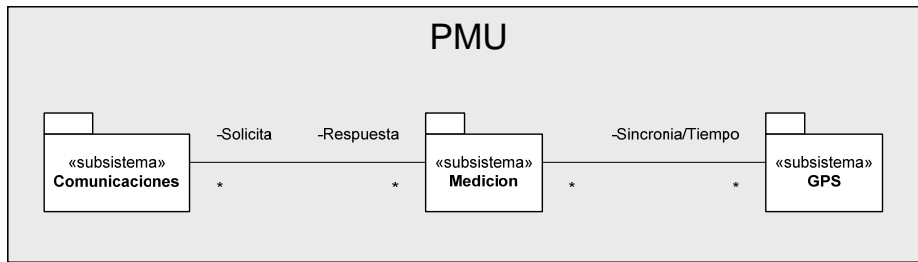 PMU
-Solicita
-Respuesta
-Sincronia/Tiempo
«subsistema»
Comunicaciones
«subsistema»
Medicion
«subsistema»
GPS
*
*
*
*